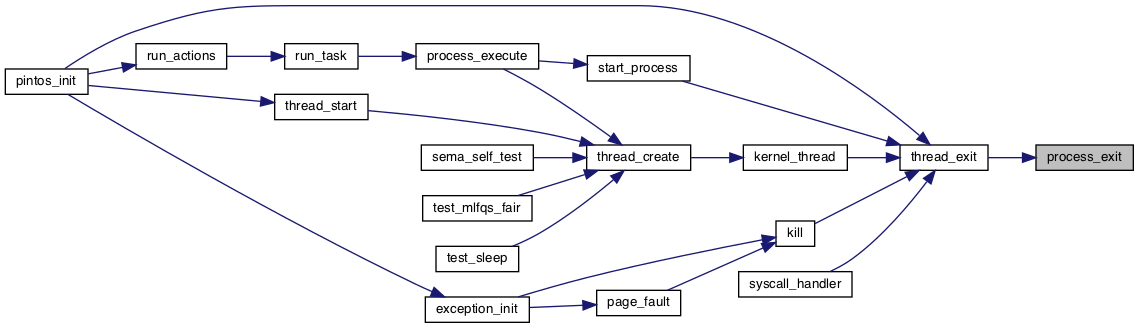 run_actions
run_task
process_execute
start_process
pintos_init
thread_start
sema_self_test
thread_create
kernel_thread
thread_exit
process_exit
test_mlfqs_fair
test_sleep
kill
syscall_handler
exception_init
page_fault